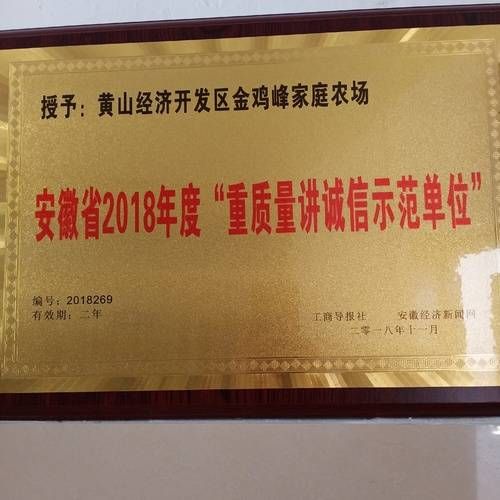 授予：黄山经济开发区金鸡峰家庭农场
安徽省2018年度“重质量讲诚信示范单位”
编号：2018269
有效期：二年
工商导报社 安徽经济新闻网
二零一八年十一月